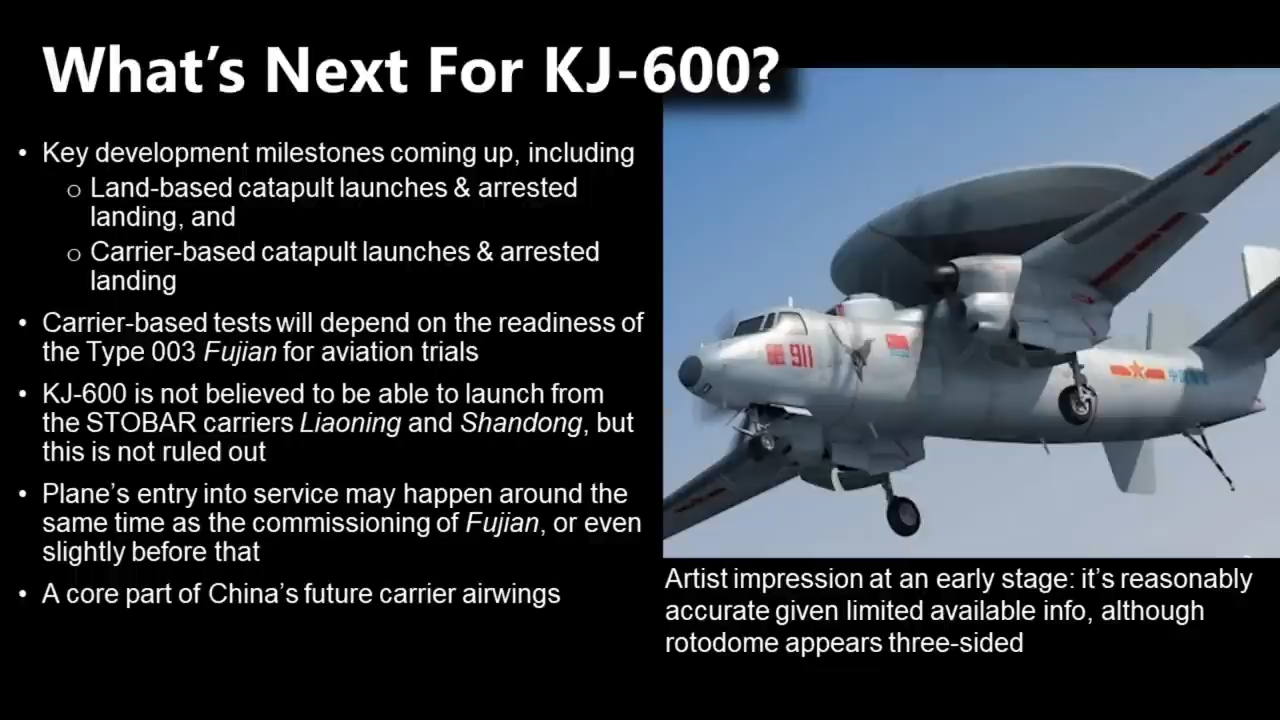 What's Next For KJ-600?
• Key development milestones coming up, including
o Land-based catapult launches & arrested
landing, and
o Carrier-based catapult launches & arrested
landing
• Carrier-based tests will depend on the readiness of
the Type 003 Fujian for aviation trials
• KJ-600 is not believed to be able to launch from
the STOBAR carriers Liaoning and Shandong, but
this is not ruled out
• Plane's entry into service may happen around the
same time as the commissioning of Fujian, or even
slightly before that
• A core part of China's future carrier airwings
911
Artist impression at an early stage: it's reasonably
accurate given limited available info, although
rotodome appears three-sided